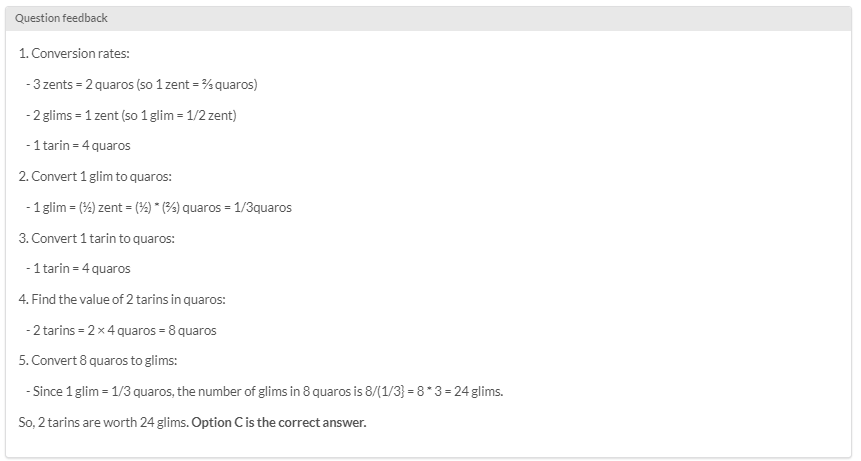 Question feedback
1. Conversion rates:
- 3 zents = 2 quaros (so 1 zent = ⅔ quaros)
- 2 glims = 1 zent (so 1 glim = 1/2 zent)
- 1 tarin = 4 quaros
2. Convert 1 glim to quaros:
- 1 glim = (½) zent = (½) * (⅔) quaros = 1/3quaros
3. Convert 1 tarin to quaros:
- 1 tarin = 4 quaros
4. Find the value of 2 tarins in quaros:
- 2 tarins = 2 × 4 quaros = 8 quaros
5. Convert 8 quaros to glims:
- Since 1 glim = 1/3 quaros, the number of glims in 8 quaros is 8/(1/3} = 8 * 3 = 24 glims.
So, 2 tarins are worth 24 glims. Option C is the correct answer.